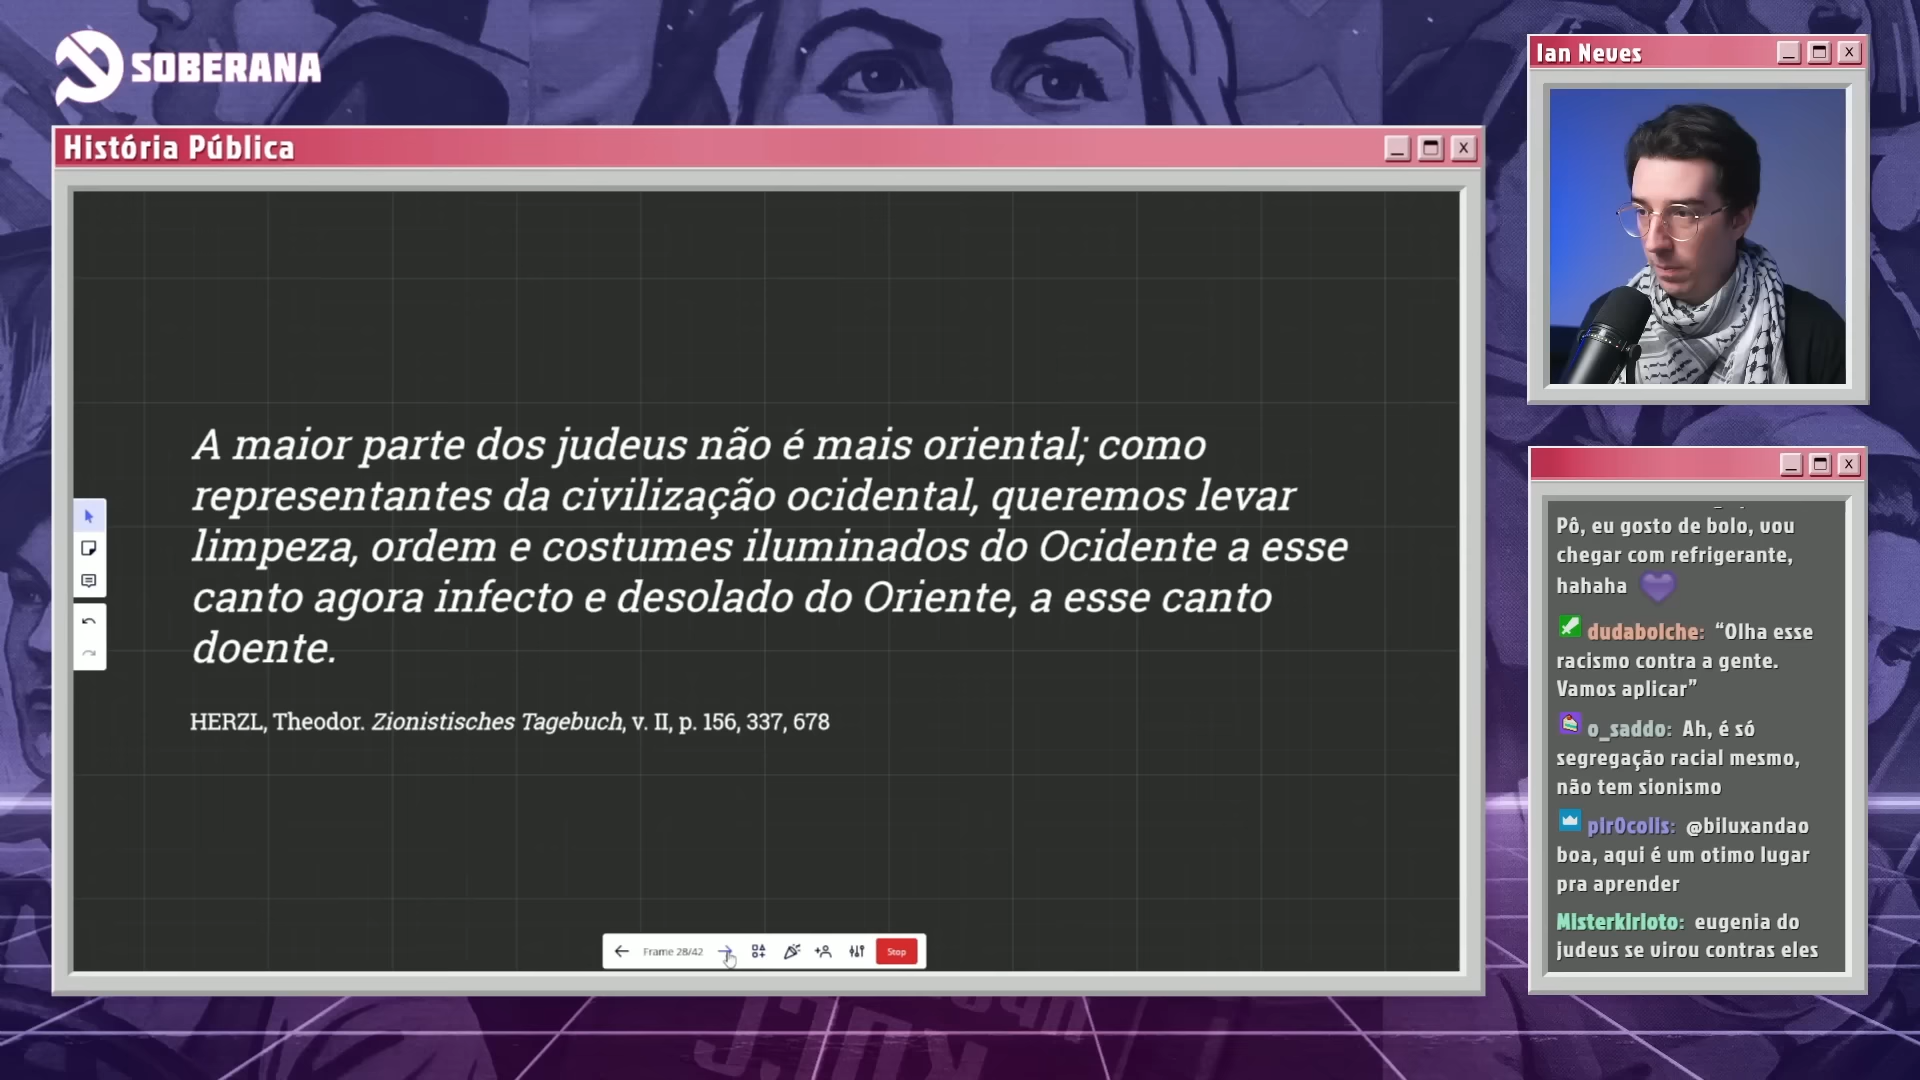 SOBERANA
História Pública
A maior parte dos judeus não é mais oriental; como
representantes da civilização ocidental, queremos levar
limpeza, ordem e costumes iluminados do Ocidente a esse
canto agora infecto e desolado do Oriente, a esse canto
doente.
HERZL, Theodor. Zionistisches Tagebuch, v. II, p. 156, 337, 678
Frame 28/42
Stop
Ian Neves
Pô, eu gosto de bolo, vou
chegar com refrigerante,
hahaha
dudabolche: “Olha esse
racismo contra a gente.
Vamos aplicar”
o_saddo: Ah, é só
segregação racial mesmo,
não tem sionismo
pir0colis: @biluxandao
boa, aqui é um otimo lugar
pra aprender
Misterkirioto: eugenia do
judeus se virou contras eles